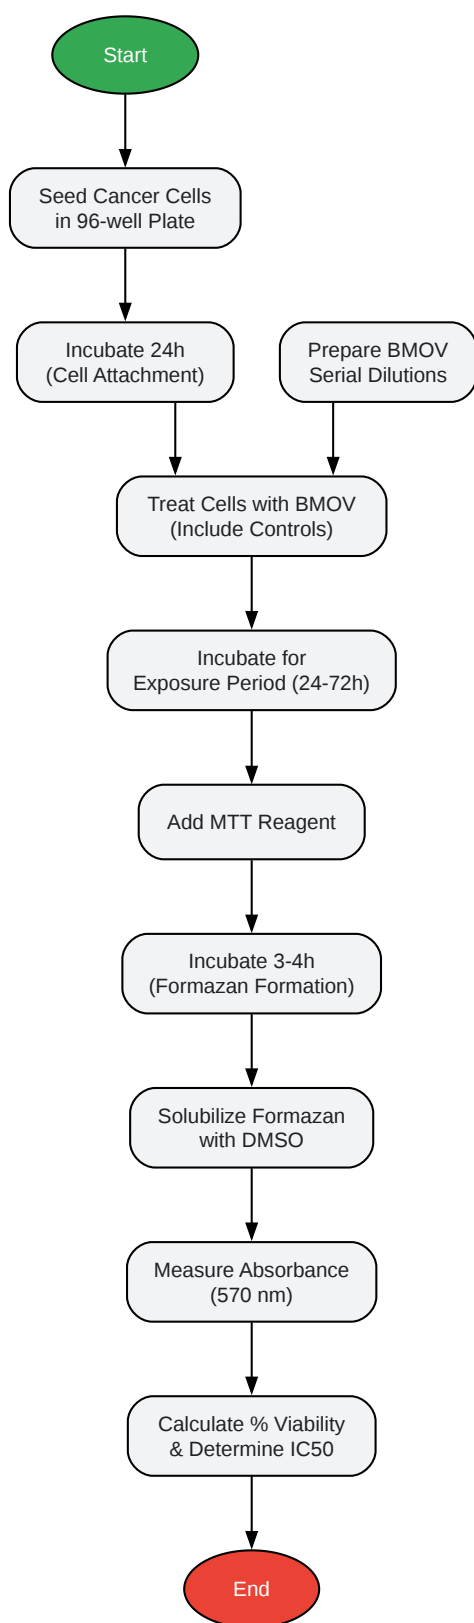 Start
Seed Cancer Cells
in 96-well Plate
Incubate 24h
(Cell Attachment)
Prepare BMOV
Serial Dilutions
Treat Cells with BMOV
(Include Controls)
Incubate for
Exposure Period (24-72h)
Add MTT Reagent
Incubate 3-4h
(Formazan Formation)
Solubilize Formazan
with DMSO
Measure Absorbance
(570 nm)
Calculate % Viability
& Determine IC50
End